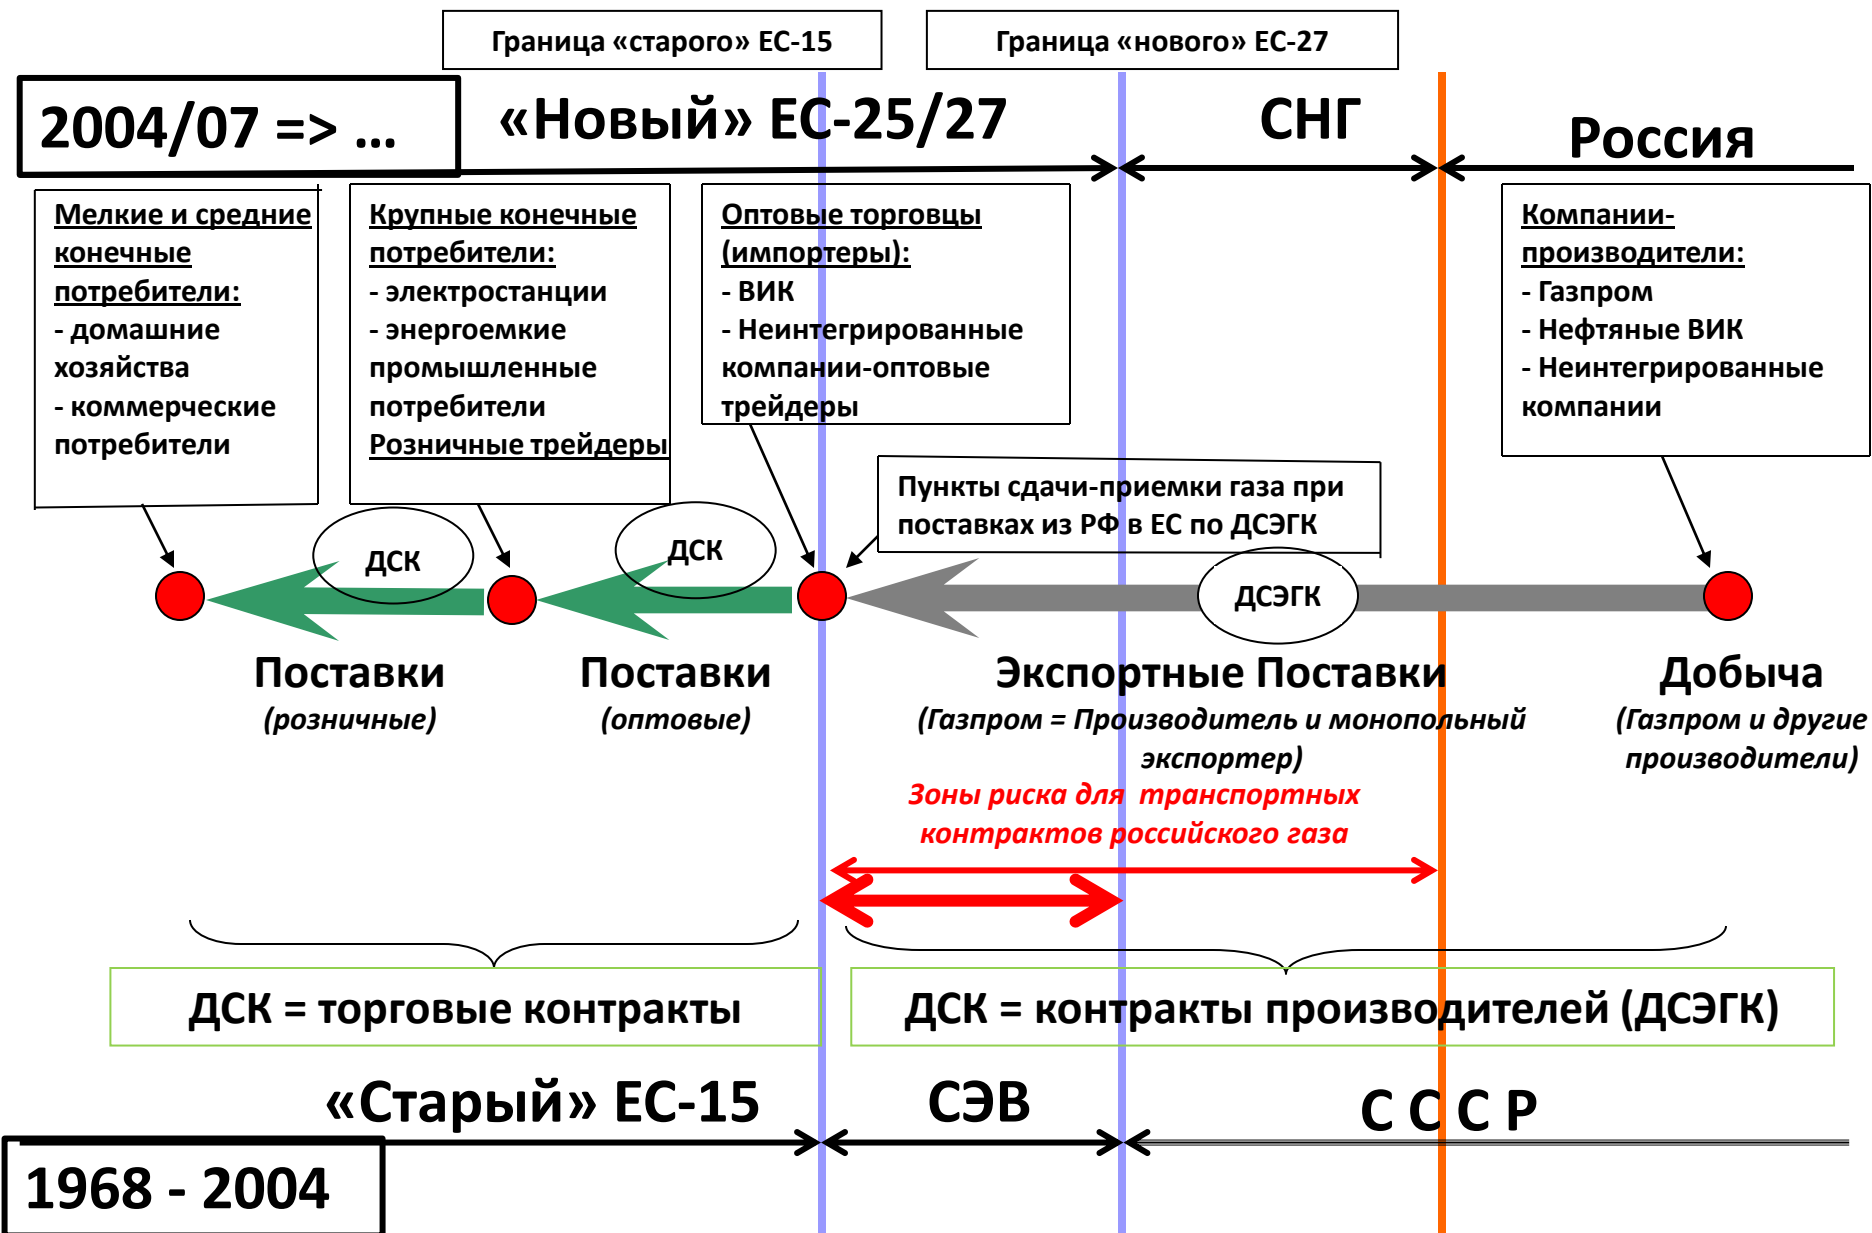 Граница «старого» ЕС-15
Граница «нового» ЕС-27
2004/07 => ...
«Новый» ЕС-25/27
СНГ
Россия
Мелкие и средние
конечные
потребители:
- домашние
хозяйства
- коммерческие
потребители
Крупные конечные
потребители:
- электростанции
- энергоемкие
промышленные
потребители
Розничные трейдеры
Оптовые торговцы
(импортеры):
- ВИК
- Неинтегрированные
компании-оптовые
трейдеры
Компании-
производители:
- Газпром
- Нефтяные ВИК
- Неинтегрированные
компании
Пункты сдачи-приемки газа при
поставках из РФ в ЕС по ДСЭГК
ДСК
ДСК
ДСЭГК
Поставки
(розничные)
Поставки
(оптовые)
Экспортные Поставки
(Газпром = Производитель и монопольный
экспортер)
Добыча
(Газпром и другие
производители)
Зоны риска для транспортных
контрактов российского газа
ДСК = торговые контракты
ДСК = контракты производителей (ДСЭГК)
«Старый» ЕС-15
СЭВ
С С С Р
1968 - 2004